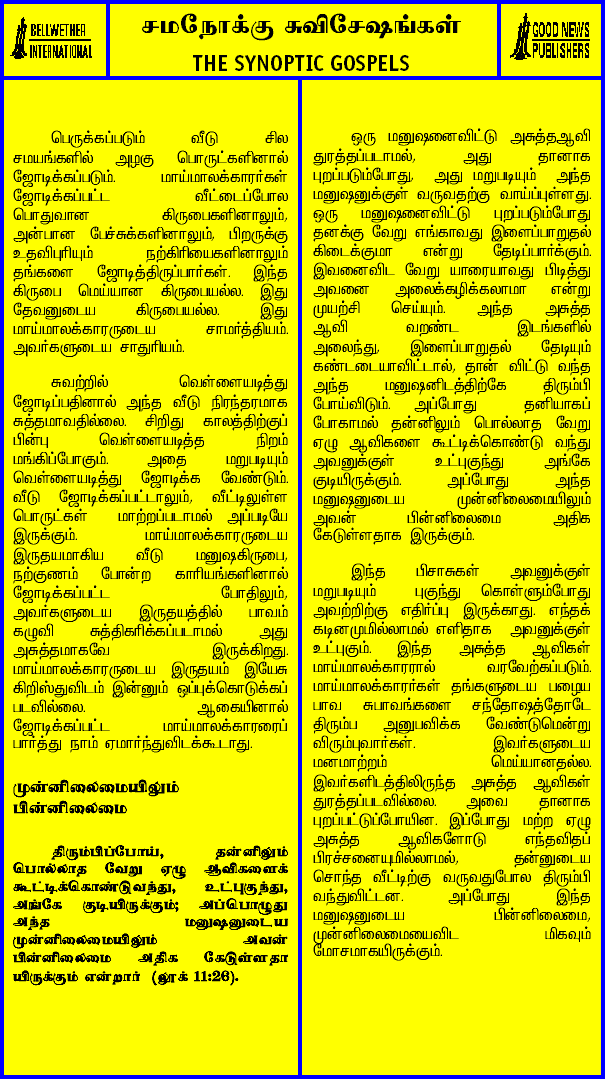 BELLWETHER
INTERNATIONAL
சமநோக்கு சுவிசேஷங்கள்
THE SYNOPTIC GOSPELS
GOOD NEWS
PUBLISHERS
பெருக்கப்படும் வீடு சில
சமயங்களில் அழகு பொருட்களினால்
ஜோடிக்கப்படும். மாய்மாலக்காரர்கள்
ஜோடிக்கப்பட்ட வீட்டைப்போல
பொதுவான கிருபைகளினாலும்,
அன்பான பேச்சுக்களினாலும், பிறருக்கு
உதவிபுரியும் நற்கிரியைகளினாலும்
தங்களை ஜோடித்திருப்பார்கள். இந்த
கிருபை மெய்யான கிருபையல்ல. இது
தேவனுடைய கிருபையல்ல. இது
மாய்மாலக்காரருடைய சாமர்த்தியம்.
அவர்களுடைய சாதுரியம்.
சுவற்றில் வெள்ளையடித்து
ஜோடிப்பதினால் அந்த வீடு நிரந்தரமாக
சுத்தமாவதில்லை. சிறிது காலத்திற்குப்
பின்பு வெள்ளையடித்த நிறம்
மங்கிப்போகும். அதை மறுபடியும்
வெள்ளையடித்து ஜோடிக்க வேண்டும்.
வீடு ஜோடிக்கப்பட்டாலும், வீட்டிலுள்ள
பொருட்கள் மாற்றப்படாமல் அப்படியே
இருக்கும். மாய்மாலக்காரருடைய
இருதயமாகிய வீடு மனுஷகிருபை,
நற்குணம் போன்ற காரியங்களினால்
ஜோடிக்கப்பட்ட போதிலும்,
அவர்களுடைய இருதயத்தில் பாவம்
கழுவி சுத்திகரிக்கப்படாமல் அது
அசுத்தமாகவே இருக்கிறது.
மாய்மாலக்காரருடைய இருதயம் இயேசு
கிறிஸ்துவிடம் இன்னும் ஒப்புக்கொடுக்கப்
படவில்லை. ஆகையினால்
ஜோடிக்கப்பட்ட மாய்மாலக்காரரைப்
பார்த்து நாம் ஏமார்ந்துவிடக்கூடாது.
முன்னிலைமையிலும்
பின்னிலைமை
திரும்பிப்போய், தன்னிலும்
பொல்லாத வேறு ஏழு ஆவிகளைக்
கூட்டிக்கொண்டுவந்து, உட்புகுந்து,
அங்கே குடியிருக்கும்; அப்பொழுது
அந்த மனுஷனுடைய
முன்னிலைமையிலும் அவன்
பின்னிலைமை அதிக கேடுள்ளதா
யிருக்கும் என்றார் (லூக் 11:26).
ஒரு மனுஷனைவிட்டு அசுத்தஆவி
துரத்தப்படாமல், அது தானாக
புறப்படும்போது, அது மறுபடியும் அந்த
மனுஷனுக்குள் வருவதற்கு வாய்ப்புள்ளது.
ஒரு மனுஷனைவிட்டு புறப்படும்போது
தனக்கு வேறு எங்காவது இளைப்பாறுதல்
கிடைக்குமா என்று தேடிப்பார்க்கும்.
இவனைவிட வேறு யாரையாவது பிடித்து
அவனை அலைக்கழிக்கலாமா என்று
முயற்சி செய்யும். அந்த அசுத்த
ஆவி வறண்ட இடங்களில்
அலைந்து, இளைப்பாறுதல் தேடியும்
கண்டடையாவிட்டால், தான் விட்டு வந்த
அந்த மனுஷனிடத்திற்கே திரும்பி
போய்விடும். அப்போது தனியாகப்
போகாமல் தன்னிலும் பொல்லாத வேறு
ஏழு ஆவிகளை கூட்டிக்கொண்டு வந்து
அவனுக்குள் உட்புகுந்து அங்கே
குடியிருக்கும். அப்போது அந்த
மனுஷனுடைய முன்னிலைமையிலும்
அவன் பின்னிலைமை அதிக
கேடுள்ளதாக இருக்கும்.
இந்த பிசாசுகள் அவனுக்குள்
மறுபடியும் புகுந்து கொள்ளும்போது
அவற்றிற்கு எதிர்ப்பு இருக்காது. எந்தக்
கடினமுமில்லாமல் எளிதாக அவனுக்குள்
உட்புகும். இந்த அசுத்த ஆவிகள்
மாய்மாலக்காரரால் வரவேற்கப்படும்.
மாய்மாலக்காரர்கள் தங்களுடைய பழைய
பாவ சுபாவங்களை சந்தோஷத்தோடே
திரும்ப அனுபவிக்க வேண்டுமென்று
விரும்புவார்கள். இவர்களுடைய
மனமாற்றம் மெய்யானதல்ல.
இவர்களிடத்திலிருந்த அசுத்த ஆவிகள்
துரத்தப்படவில்லை. அவை தானாக
புறப்பட்டுப்போயின. இப்போது மற்ற ஏழு
அசுத்த ஆவிகளோடு எந்தவிதப்
பிரச்சனையுமில்லாமல், தன்னுடைய
சொந்த வீட்டிற்கு வருவதுபோல திரும்பி
வந்துவிட்டன. அப்போது இந்த
மனுஷனுடைய பின்னிலைமை,
முன்னிலைமையைவிட மிகவும்
மோசமாகயிருக்கும்.